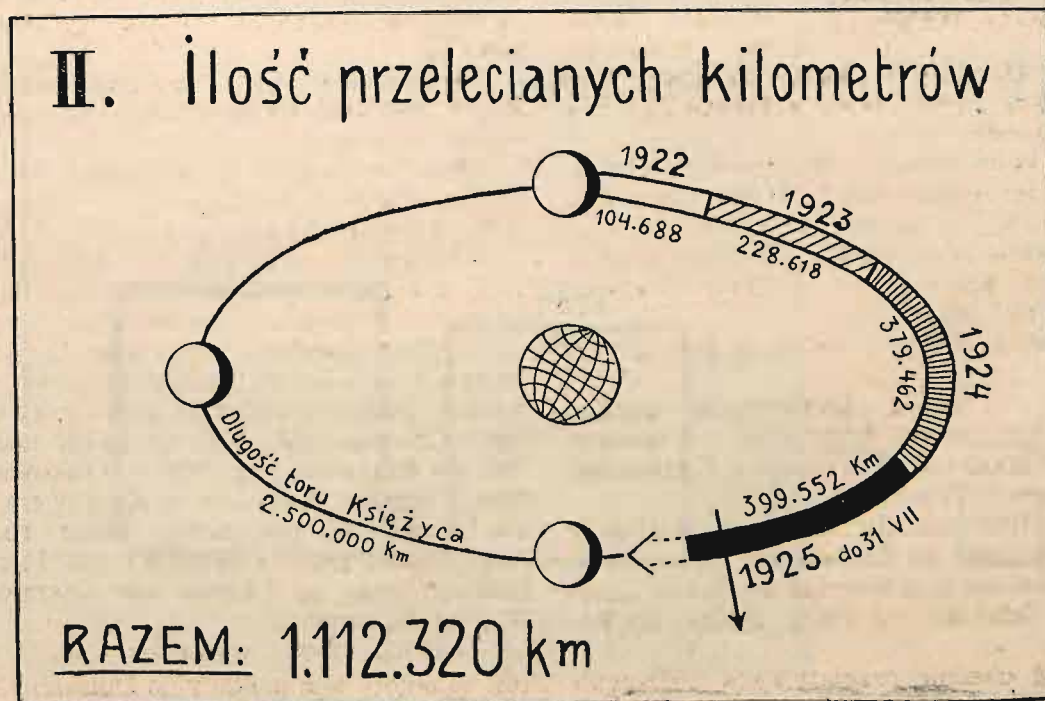 II. İlość przelecianych kilometrów
1922
104.688
1923
228.618
1924
379.462
399.552 Km
1925 do 31 VII
Długość toru Księżyca
2.500.000 Km
RAZEM: 1.112.320 km